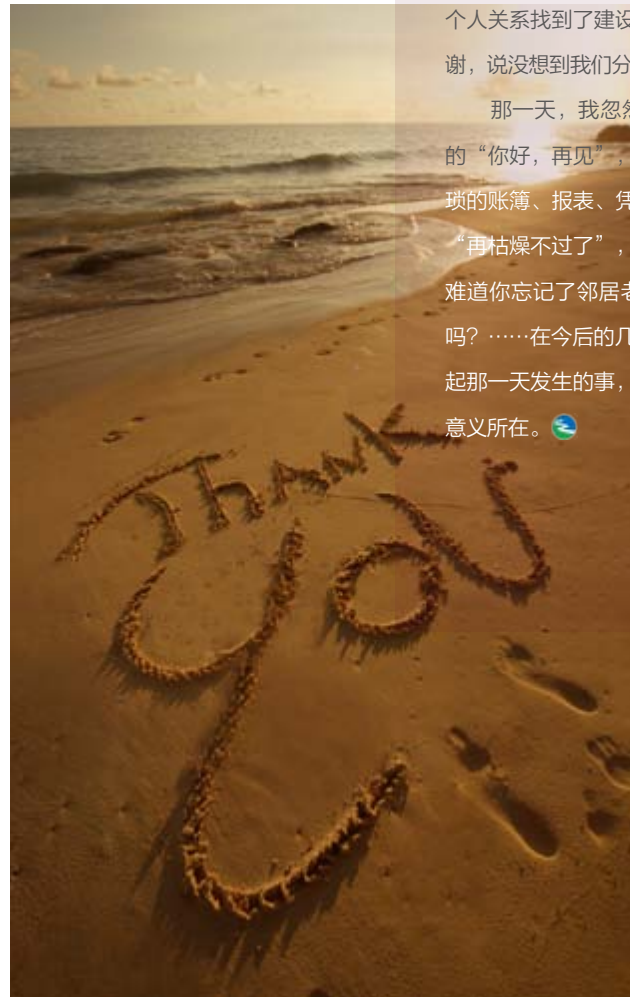 个人关系找到了建设
谢，说没想到我们分
那一天，我忽然
的“你好，再见”，
琐的账簿、报表、凭
“再枯燥不过了”，
难道你忘记了邻居老
吗？……在今后的几
起那一天发生的事，
意义所在。
THANK
YOU